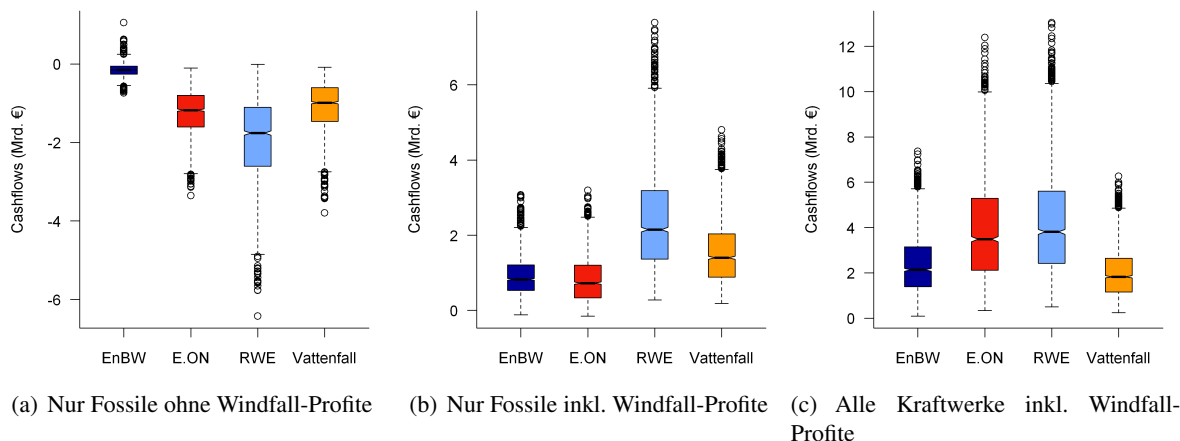 Cashflows (Mrd. €)
0
-2
-4
-6
EnBW E.ON RWE Vattenfall
(a) Nur Fossile ohne Windfall-Profite
Cashflows (Mrd. €)
6
4
2
0
EnBW E.ON RWE Vattenfall
(b) Nur Fossile inkl. Windfall-Profite
Cashflows (Mrd. €)
12
10
8
6
4
2
0
EnBW E.ON RWE Vattenfall
(c) Alle Kraftwerke inkl. Windfall-
Profite